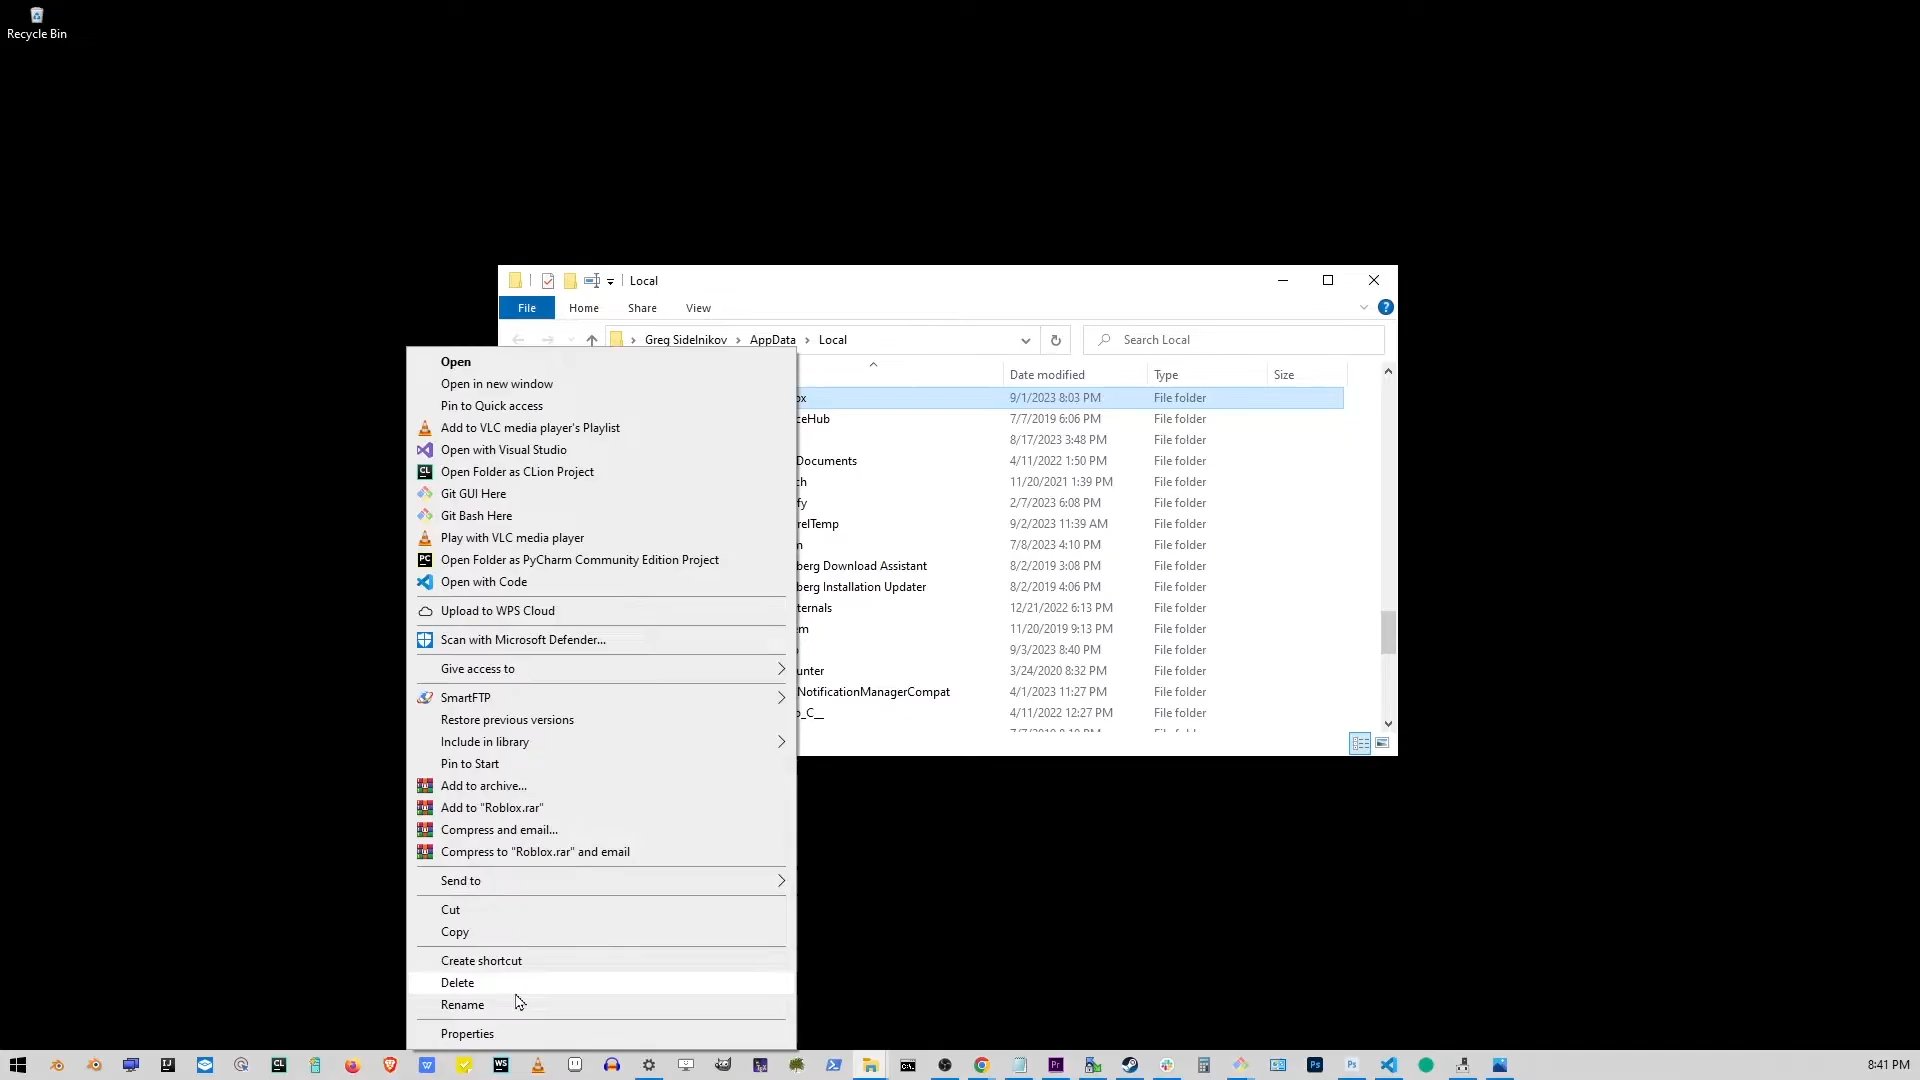 Recycle Bin
Local
File Home Share View
Greg Sidelnikov › AppData › Local
Search Local
Date modified Type Size
ox 9/1/2023 8:03 PM File folder
ceHub 7/7/2019 6:06 PM File folder
8/17/2023 3:48 PM File folder
Documents 4/11/2022 1:50 PM File folder
ch 11/20/2021 1:39 PM File folder
fy 2/7/2023 6:08 PM File folder
relTemp 9/2/2023 11:39 AM File folder
m 7/8/2023 4:10 PM File folder
berg Download Assistant 8/2/2019 3:08 PM File folder
berg Installation Updater 8/2/2019 4:06 PM File folder
ternals 12/21/2022 6:13 PM File folder
em 11/20/2019 9:13 PM File folder
9/3/2023 8:40 PM File folder
unter 3/24/2020 8:32 PM File folder
NotificationManagerCompat 4/1/2023 11:27 PM File folder
o_C__ 4/11/2022 12:27 PM File folder
Open
Open in new window
Pin to Quick access
Add to VLC media player's Playlist
Open with Visual Studio
Open Folder as CLion Project
Git GUI Here
Git Bash Here
Play with VLC media player
Open Folder as PyCharm Community Edition Project
Open with Code
Upload to WPS Cloud
Scan with Microsoft Defender...
Give access to
SmartFTP
Restore previous versions
Include in library
Pin to Start
Add to archive...
Add to "Roblox.rar"
Compress and email...
Compress to "Roblox.rar" and email
Send to
Cut
Copy
Create shortcut
Delete
Rename
Properties
8:41 PM